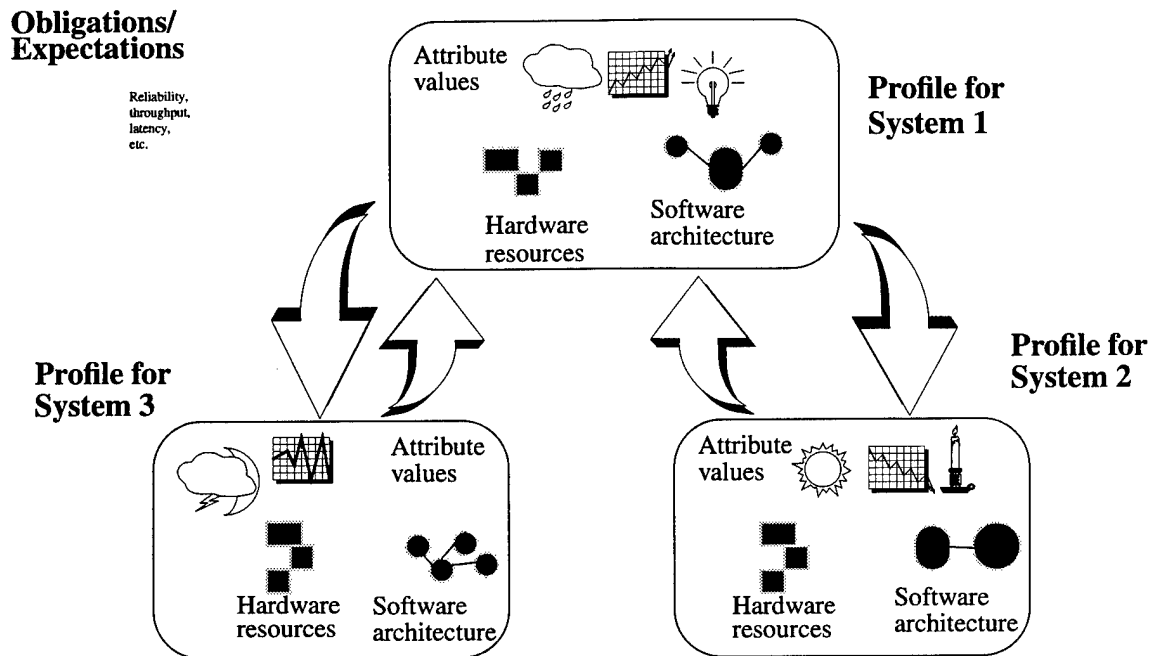 Obligations/
Expectations
Reliability,
throughput,
latency,
etc.
Attribute
values
Hardware
resources
Software
architecture
Profile for
System 1
Profile for
System 3
Attribute
values
Hardware
resources
Software
architecture
Profile for
System 2
Attribute
values
Hardware
resources
Software
architecture